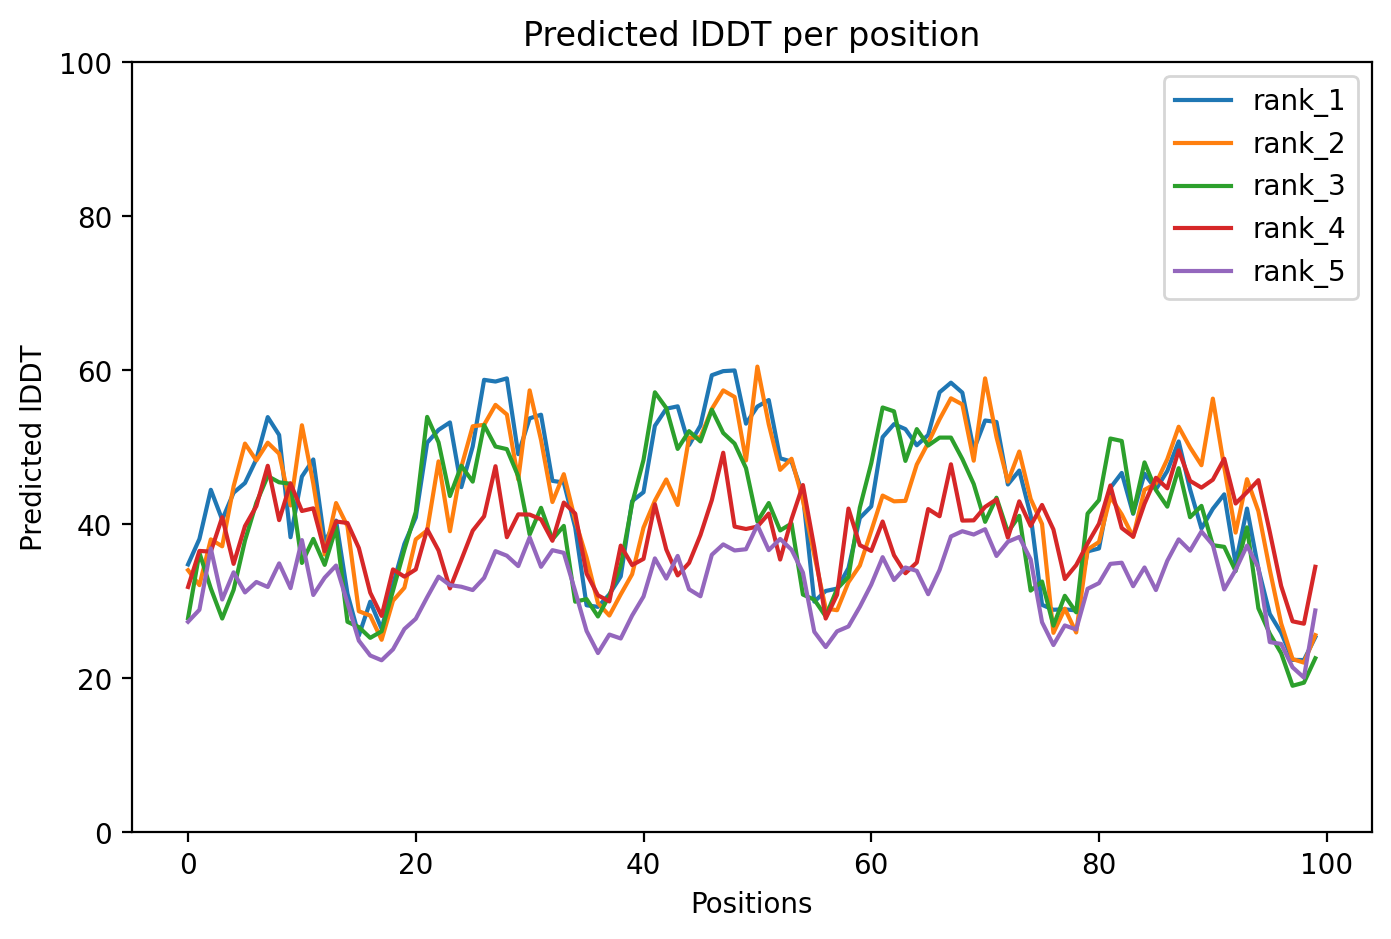 Predicted lDDT per position
Predicted lDDT
100
80
60
40
20
0
0 20 40 60 80 100
Positions
rank_1
rank_2
rank_3
rank_4
rank_5